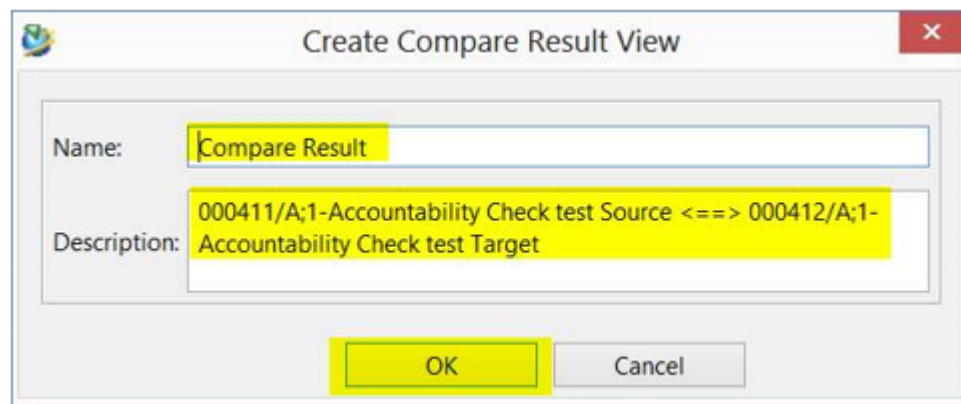 Create Compare Result View
Name:
Compare Result
Description:
000411/A;1-Accountability Check test Source <==> 000412/A;1-
Accountability Check test Target
OK
Cancel